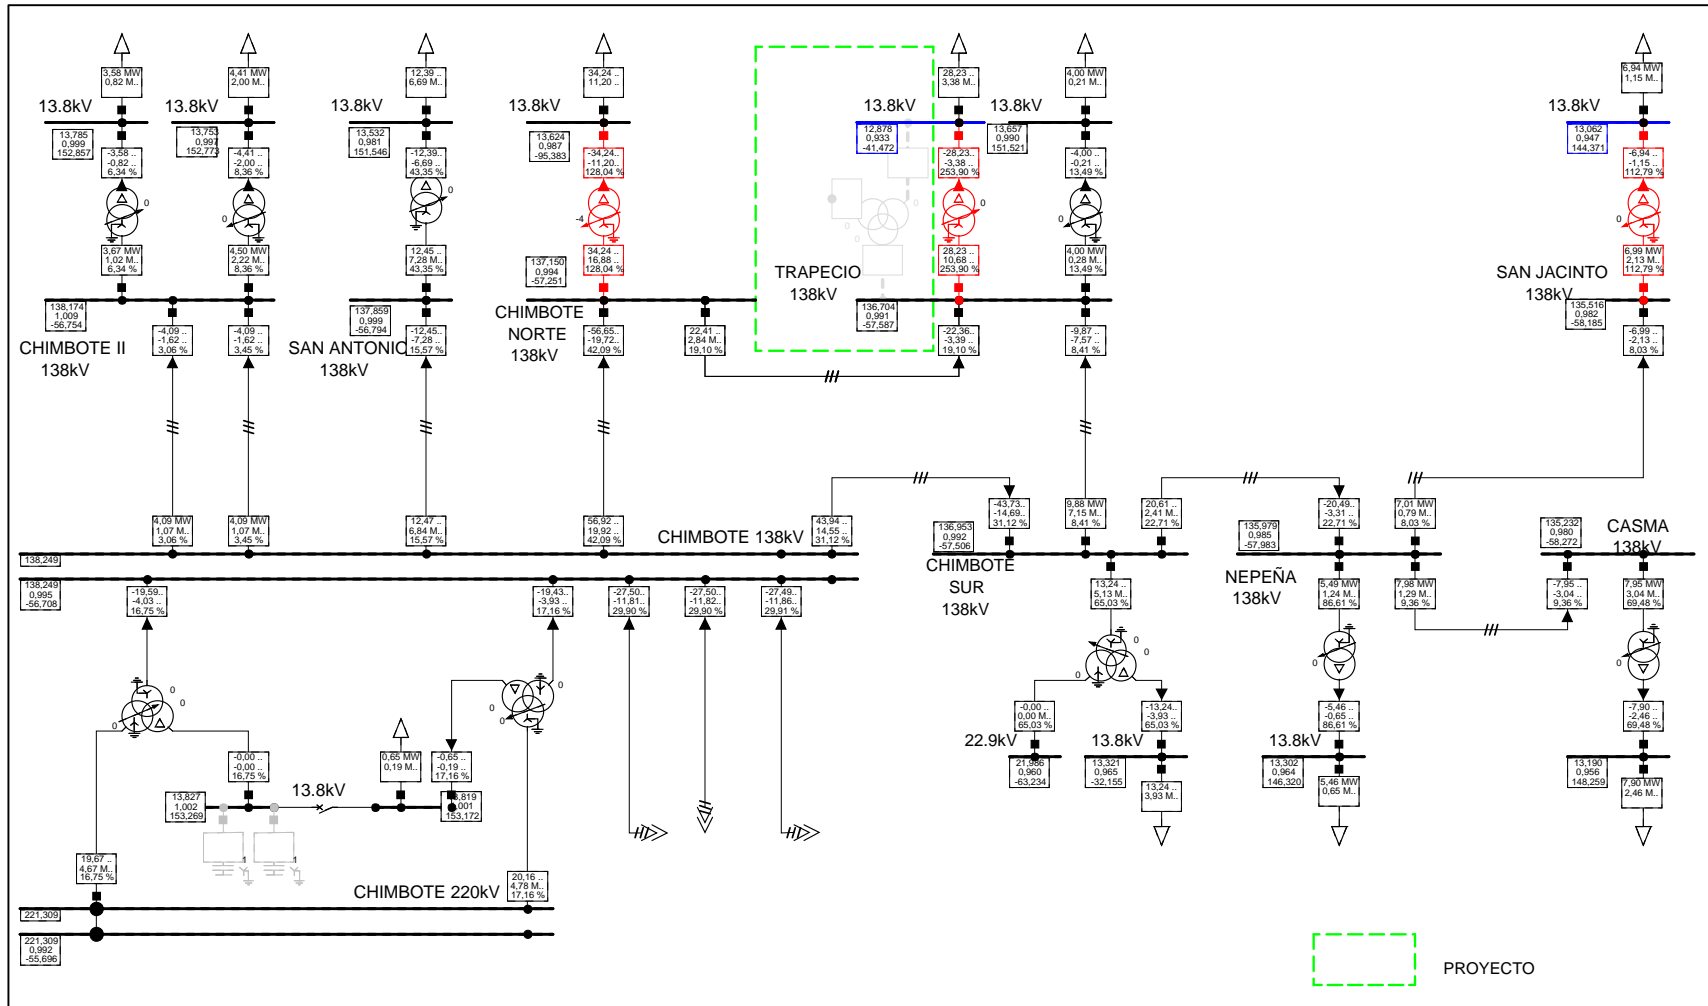 3,58 MW
0,82 M..
4,41 MW
2,00 M..
12,39 ..
6,69 M..
34,24 ..
11,20 ..
28,23 ..
3,38 M..
4,00 MW
0,21 M..
6,94 MW
1,15 M..
13.8kV
13.8kV
13.8kV
13.8kV
13.8kV
13.8kV
13.8kV
13,785
0,999
152,857
13,753
0,997
152,773
13,532
0,981
151,546
13,624
0,987
-95,383
12,878
0,933
-41,472
13,657
0,990
151,521
13,062
0,947
144,371
-3,58 ..
-0,82 ..
6,34 %
-4,41 ..
-2,00 ..
8,36 %
-12,39..
-6,69 ..
43,35 %
-34,24..
-11,20..
128,04 %
-28,23..
-3,38 ..
253,90 %
-4,00 ..
-0,21 ..
13,49 %
-6,94 ..
-1,15 ..
112,79 %
0
0
0
-4
0
0
0
0
0
0
3,67 MW
1,02 M..
6,34 %
4,50 MW
2,22 M..
8,36 %
12,45 ..
7,28 M..
43,35 %
34,24 ..
16,88 ..
128,04 %
28,23 ..
10,68 ..
253,90 %
4,00 MW
0,28 M..
13,49 %
6,99 MW
2,13 M..
112,79 %
138,174
1,009
-56,754
137,859
0,999
-56,794
137,150
0,994
-57,251
136,704
0,991
-57,587
135,516
0,982
-58,185
CHIMBOTE II
138kV
SAN ANTONIO
138kV
CHIMBOTE
NORTE
138kV
TRAPECIO
138kV
SAN JACINTO
138kV
-4,09 ..
-1,62 ..
3,06 %
-4,09 ..
-1,62 ..
3,45 %
-12,45..
-7,28 ..
15,57 %
-56,65..
-19,72..
42,09 %
22,41 ..
2,84 M..
19,10 %
-22,36..
-3,39 ..
19,10 %
-9,87 ..
-7,57 ..
8,41 %
-6,99 ..
-2,13 ..
8,03 %
4,09 MW
1,07 M..
3,06 %
4,09 MW
1,07 M..
3,45 %
12,47 ..
6,84 M..
15,57 %
56,92 ..
19,92 ..
42,09 %
43,94 ..
14,55 ..
31,12 %
-43,73..
-14,69..
31,12 %
9,88 MW
7,15 M..
8,41 %
20,61 ..
2,41 M..
22,71 %
-20,49..
-3,31 ..
22,71 %
7,01 MW
0,79 M..
8,03 %
CHIMBOTE 138kV
138,249
138,249
0,995
-56,708
136,953
0,992
-57,506
135,979
0,985
-57,983
135,232
0,980
-58,272
CHIMBOTE
SUR
138kV
NEPEÑA
138kV
CASMA
138kV
-19,59..
-4,03 ..
16,75 %
-19,43..
-3,93 ..
17,16 %
-27,50..
-11,81..
29,90 %
-27,50..
-11,82..
29,90 %
-27,49..
-11,86..
29,91 %
13,24 ..
5,13 M..
65,03 %
5,49 MW
1,24 M..
86,61 %
7,98 MW
1,29 M..
9,36 %
-7,95 ..
-3,04 ..
9,36 %
7,95 MW
3,04 M..
69,48 %
0
0
0
0
0
0
0
0
0
0
0
-0,00 ..
-0,00 ..
16,75 %
0,65 MW
0,19 M..
-0,65 ..
-0,19 ..
17,16 %
-0,00 ..
0,00 M..
65,03 %
-13,24..
-3,93 ..
65,03 %
-5,46 ..
-0,65 ..
86,61 %
-7,90 ..
-2,46 ..
69,48 %
13.8kV
22.9kV
13.8kV
13.8kV
13,827
1,002
153,269
13,819
1,001
153,172
21,986
0,960
-63,234
13,321
0,965
-32,155
13,302
0,964
146,320
13,190
0,956
148,259
13,24 ..
3,93 M..
5,46 MW
0,65 M..
7,90 MW
2,46 M..
1
1
19,67 ..
4,67 M..
16,75 %
20,16 ..
4,78 M..
17,16 %
CHIMBOTE 220kV
221,309
221,309
0,992
-55,696
PROYECTO